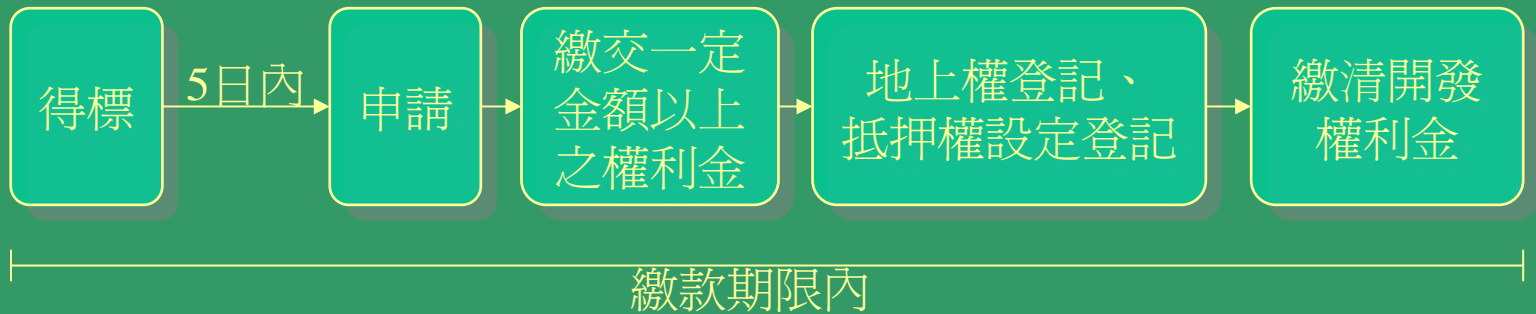 得標
5日內
申請
繳交一定
金額以上
之權利金
地上權登記、
抵押權設定登記
繳清開發
權利金
繳款期限內